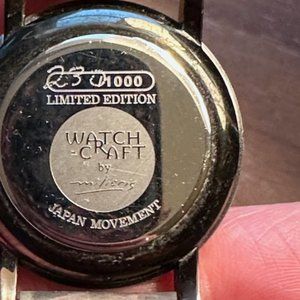 /1000
LIMITED EDITION
WATCH
CRAFT
by
JAPAN MOVEMENT